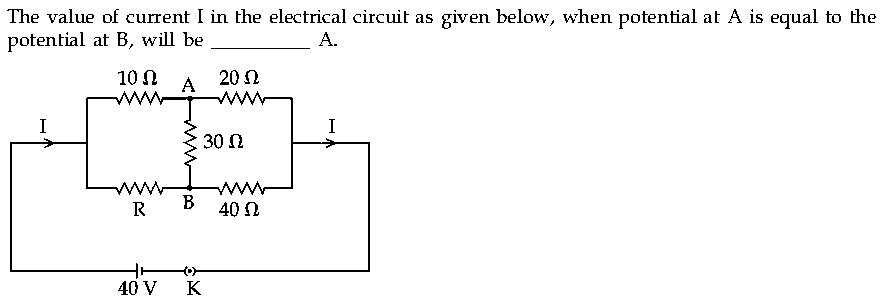 The value of current I in the electrical circuit as given below, when potential at A is equal to the
potential at B, will be __________ A.
10 Ω A 20 Ω
I I
30 Ω
R B 40 Ω
40 V K